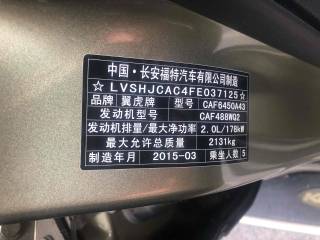 中国·长安福特汽车有限公司制造
☆LVSHJCAC4FE037125☆
品牌 翼虎牌 型号 CAF6450A43
发动机型号 CAF488WQ2
发动机排量/最大净功率 2.0L/178kW
最大允许总质量 2131kg
制造年月 2015-03 乘坐人数 5